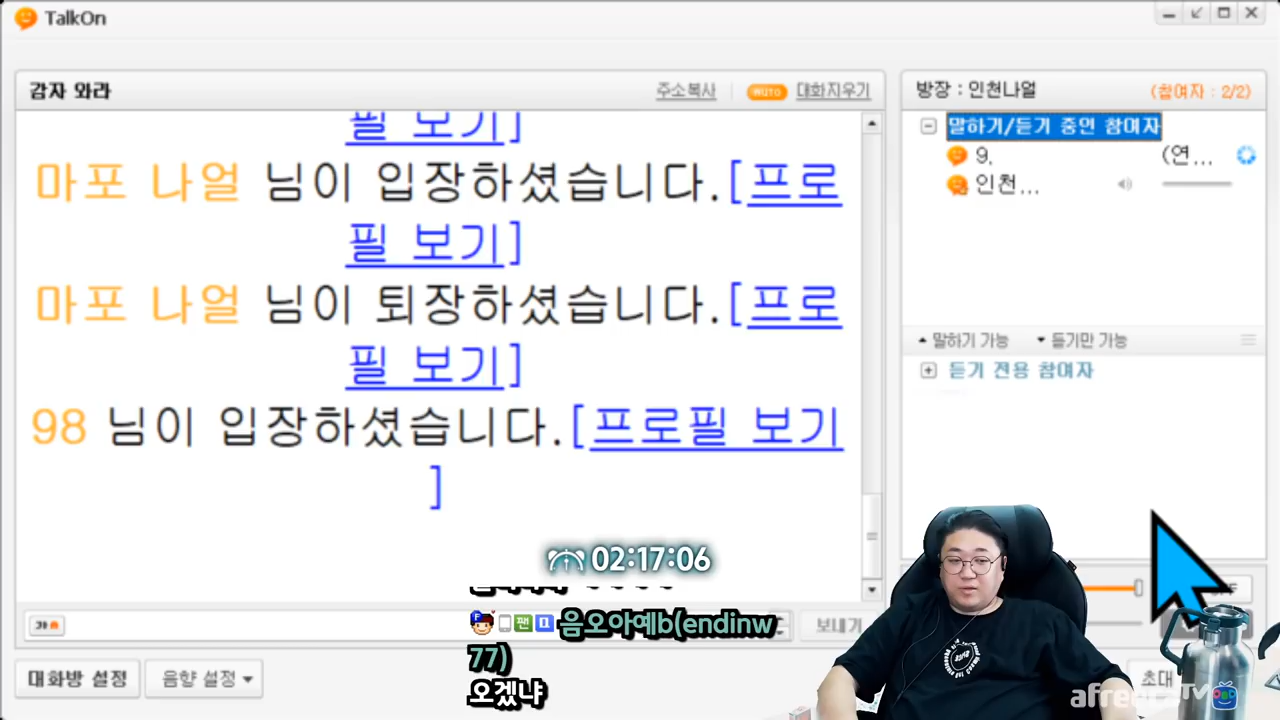 TalkOn
감자 와라
주소복사
AUTO
대화지우기
필 보기]
마포 나얼 님이 입장하셨습니다.[프로
필 보기]
마포 나얼 님이 퇴장하셨습니다.[프로
필 보기]
98 님이 입장하셨습니다.[프로필 보기
]
방장 : 인천나얼
(참여자 : 2/2)
말하기/듣기 중인 참여자
9.
(연...
인천...
말하기 가능
듣기만 가능
듣기 전용 참여자
02:17:06
음오아예b(endinw
77)
오겠냐
가
보내기
대화방 설정
음향 설정
초대
afreecaTV